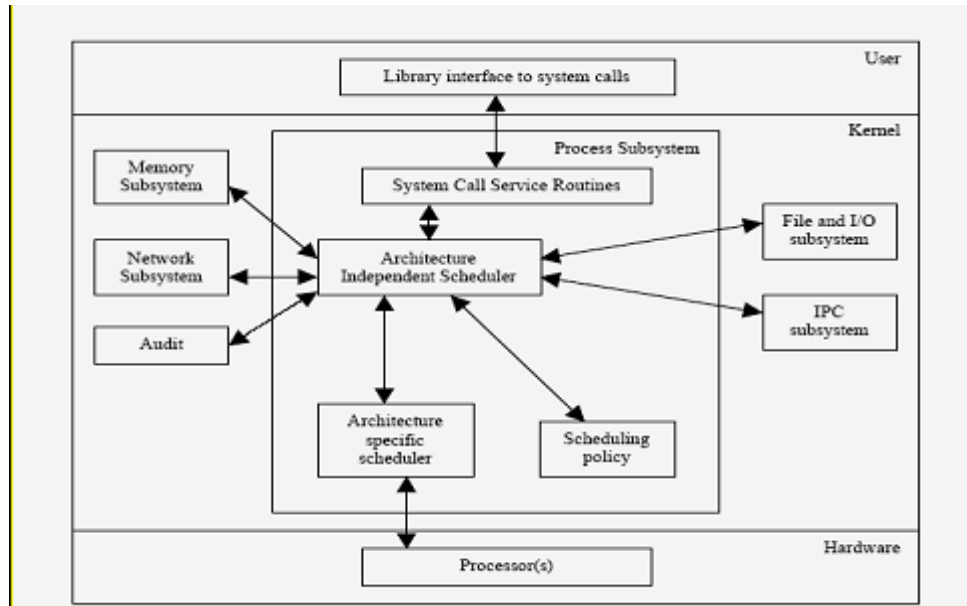 User
Library interface to system calls
Kernel
Process Subsystem
Memory
Subsystem
System Call Service Routines
File and I/O
subsystem
Network
Subsystem
Architecture
Independent Scheduler
IPC
subsystem
Audit
Architecture
specific
scheduler
Scheduling
policy
Hardware
Processor(s)